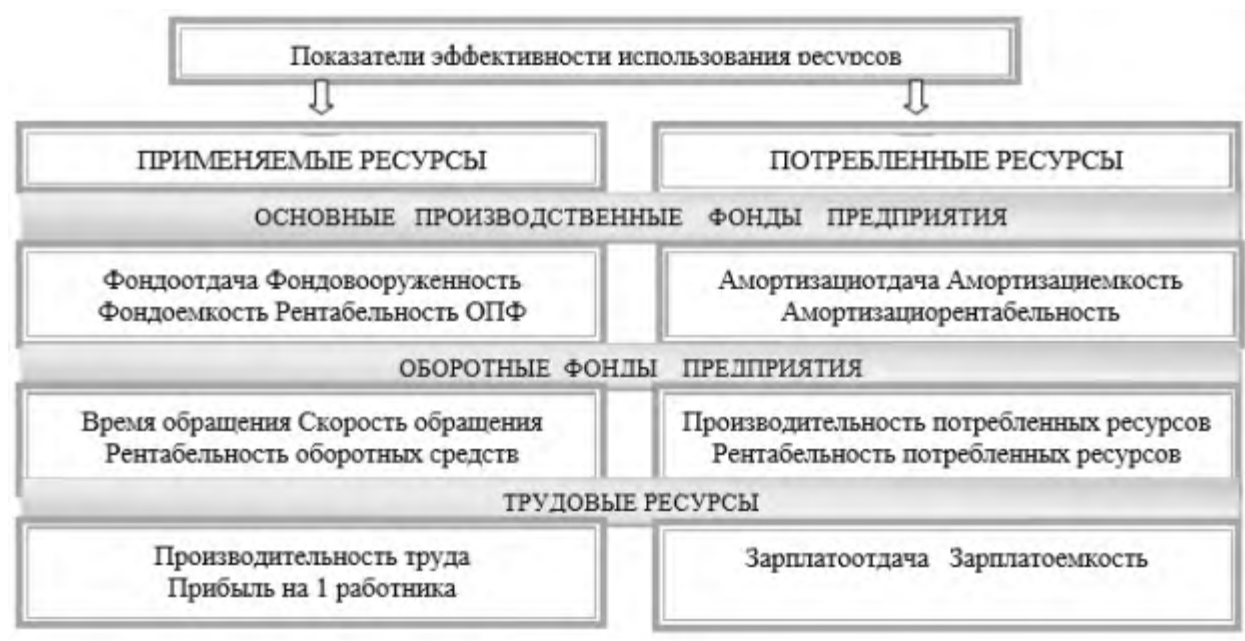 Показатели эффективности использования ресурсов
ПРИМЕНЯЕМЫЕ РЕСУРСЫ
ПОТРЕБЛЕННЫЕ РЕСУРСЫ
ОСНОВНЫЕ ПРОИЗВОДСТВЕННЫЕ ФОНДЫ ПРЕДПРИЯТИЯ
Фондоотдача Фондовооруженность
Фондоемкость Рентабельность ОПФ
Амортизациотдача Амортизациемкость
Амортизациорентабельность
ОБОРОТНЫЕ ФОНДЫ ПРЕДПРИЯТИЯ
Время обращения Скорость обращения
Рентабельность оборотных средств
Производительность потребленных ресурсов
Рентабельность потребленных ресурсов
ТРУДОВЫЕ РЕСУРСЫ
Производительность труда
Прибыль на 1 работника
Зарплатоотдача Зарплатоемкость